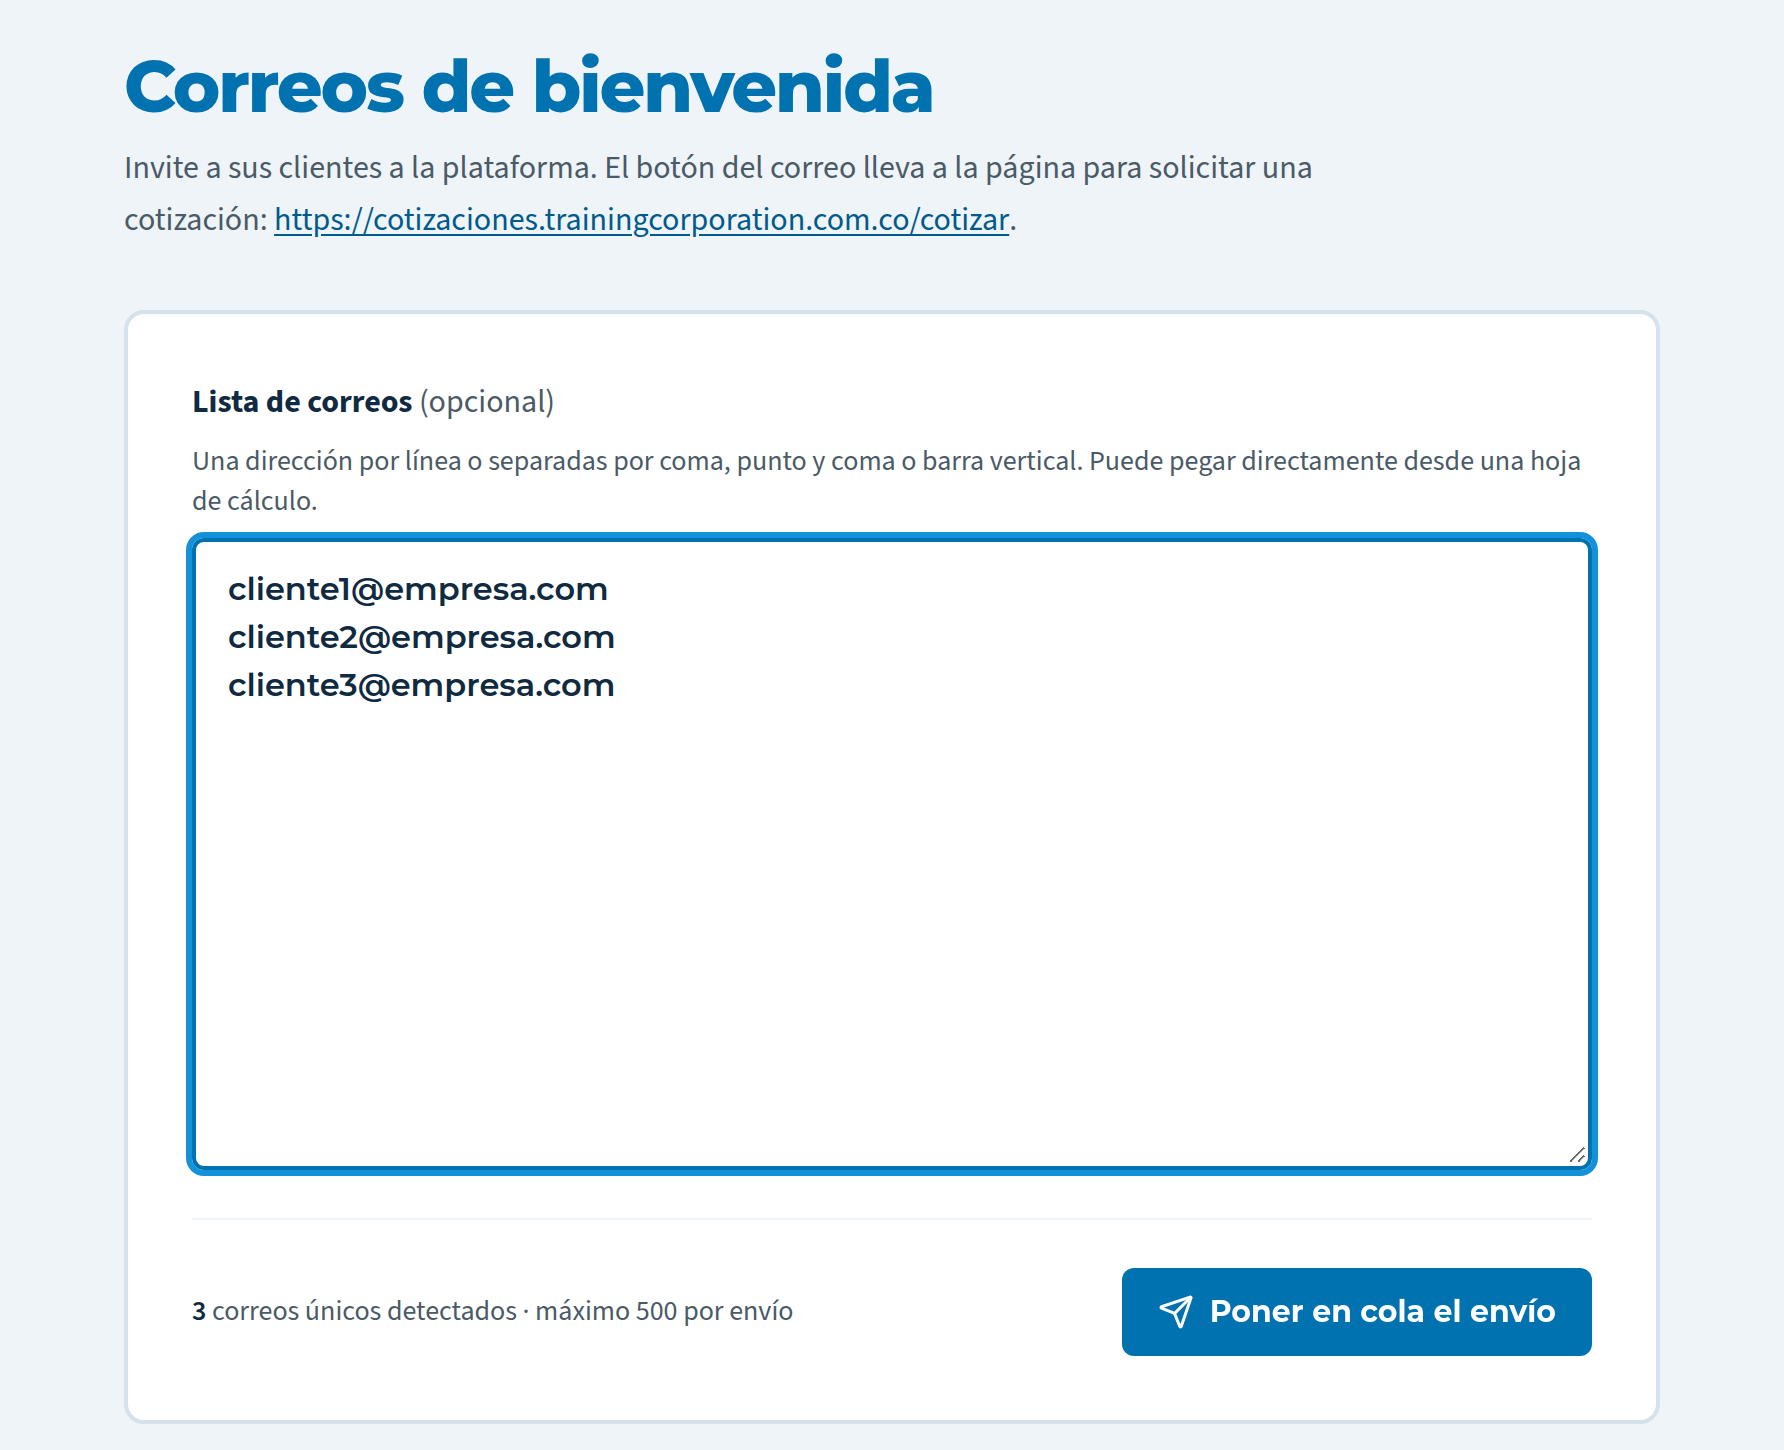 Correos de bienvenida
Invite a sus clientes a la plataforma. El botón del correo lleva a la página para solicitar una
cotización: https://cotizaciones.trainingcorporation.com.co/cotizar.
Lista de correos (opcional)
Una dirección por línea o separadas por coma, punto y coma o barra vertical. Puede pegar directamente desde una hoja
de cálculo.
cliente1@empresa.com
cliente2@empresa.com
cliente3@empresa.com
3 correos únicos detectados · máximo 500 por envío
Poner en cola el envío